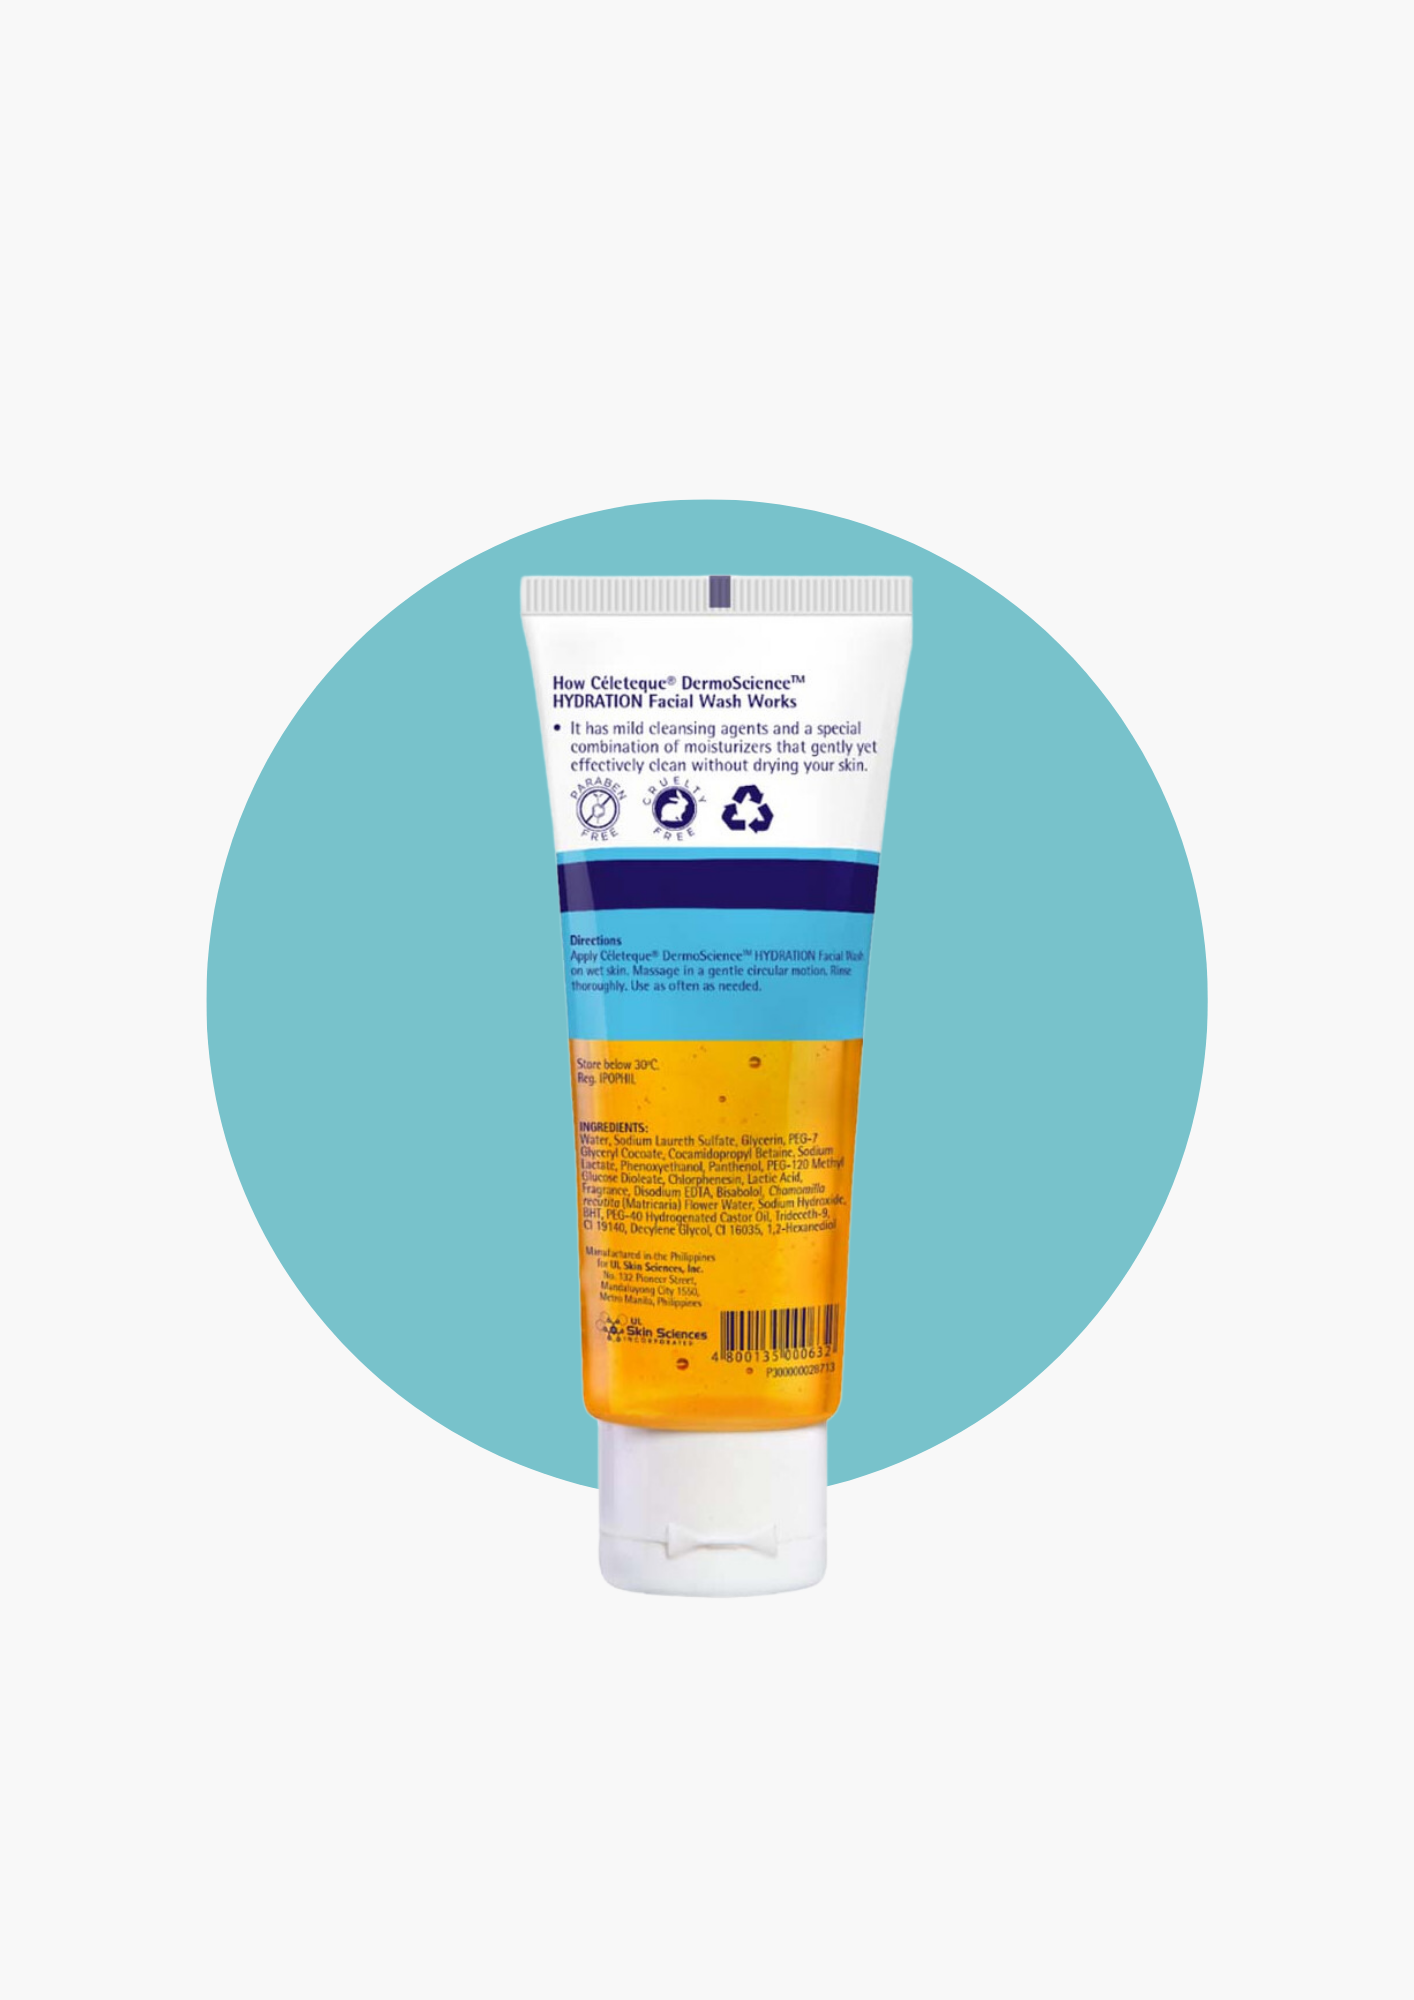 How Céleteque® DermoScience™
HYDRATION Facial Wash Works
• It has mild cleansing agents and a special
combination of moisturizers that gently yet
effectively clean without drying your skin.
PARABEN FREE
CRUELTY FREE
Directions
Apply Céleteque® DermoScience™ HYDRATION Facial Wash
on wet skin. Massage in a gentle circular motion. Rinse
thoroughly. Use as often as needed.
Store below 30°C.
Reg. IPOPHIL
INGREDIENTS:
Water, Sodium Laureth Sulfate, Glycerin, PEG-7
Glyceryl Cocoate, Cocamidopropyl Betaine, Sodium
Lactate, Phenoxyethanol, Panthenol, PEG-120 Methyl
Glucose Dioleate, Chlorphenesin, Lactic Acid,
Fragrance, Disodium EDTA, Bisabolol, Chamomilla
recutita (Matricaria) Flower Water, Sodium Hydroxide,
BHT, PEG-40 Hydrogenated Castor Oil, Trideceth-9,
CI 19140, Decylene Glycol, CI 16035, 1,2-Hexanediol
Manufactured in the Philippines
for UL Skin Sciences, Inc.
No. 132 Pioneer Street,
Mandaluyong City 1550,
Metro Manila, Philippines
UL
Skin Sciences
INCORPORATED
4 800135 000632
P300000028713